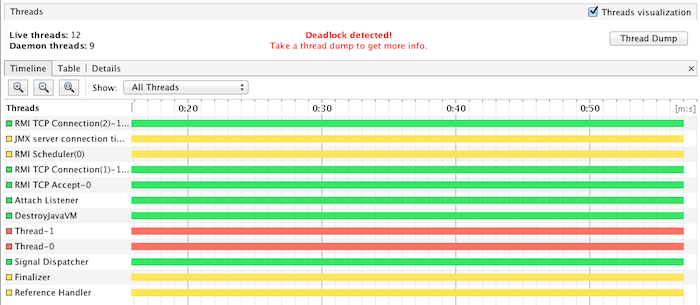 Threads
Threads visualization
Live threads: 12
Daemon threads: 9
Deadlock detected!
Take a thread dump to get more info.
Thread Dump
Timeline Table Details
Show: All Threads
Threads 0:20 0:30 0:40 0:50 [m:s]
RMI TCP Connection(2)-1...
JMX server connection ti...
RMI Scheduler(0)
RMI TCP Connection(1)-1...
RMI TCP Accept-0
Attach Listener
DestroyJavaVM
Thread-1
Thread-0
Signal Dispatcher
Finalizer
Reference Handler